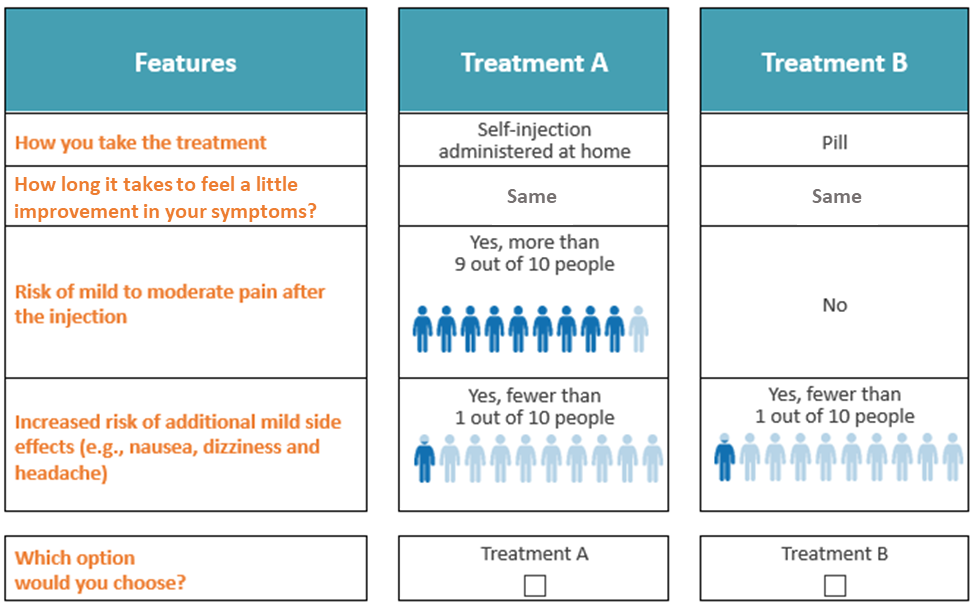 Features
Treatment A
Treatment B
How you take the treatment
Self-injection
administered at home
Pill
How long it takes to feel a little
improvement in your symptoms?
Same
Same
Risk of mild to moderate pain after
the injection
Yes, more than
9 out of 10 people
No
Increased risk of additional mild side
effects (e.g., nausea, dizziness and
headache)
Yes, fewer than
1 out of 10 people
Yes, fewer than
1 out of 10 people
Which option
would you choose?
Treatment A
Treatment B